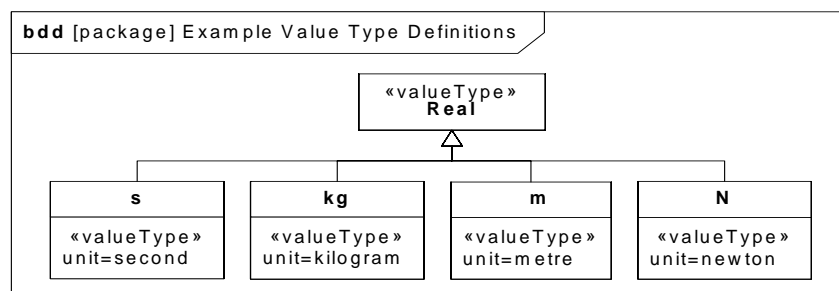 bdd [package] Example Value Type Definitions
«valueType»
Real
s
«valueType»
unit=second
kg
«valueType»
unit=kilogram
m
«valueType»
unit=metre
N
«valueType»
unit=newton